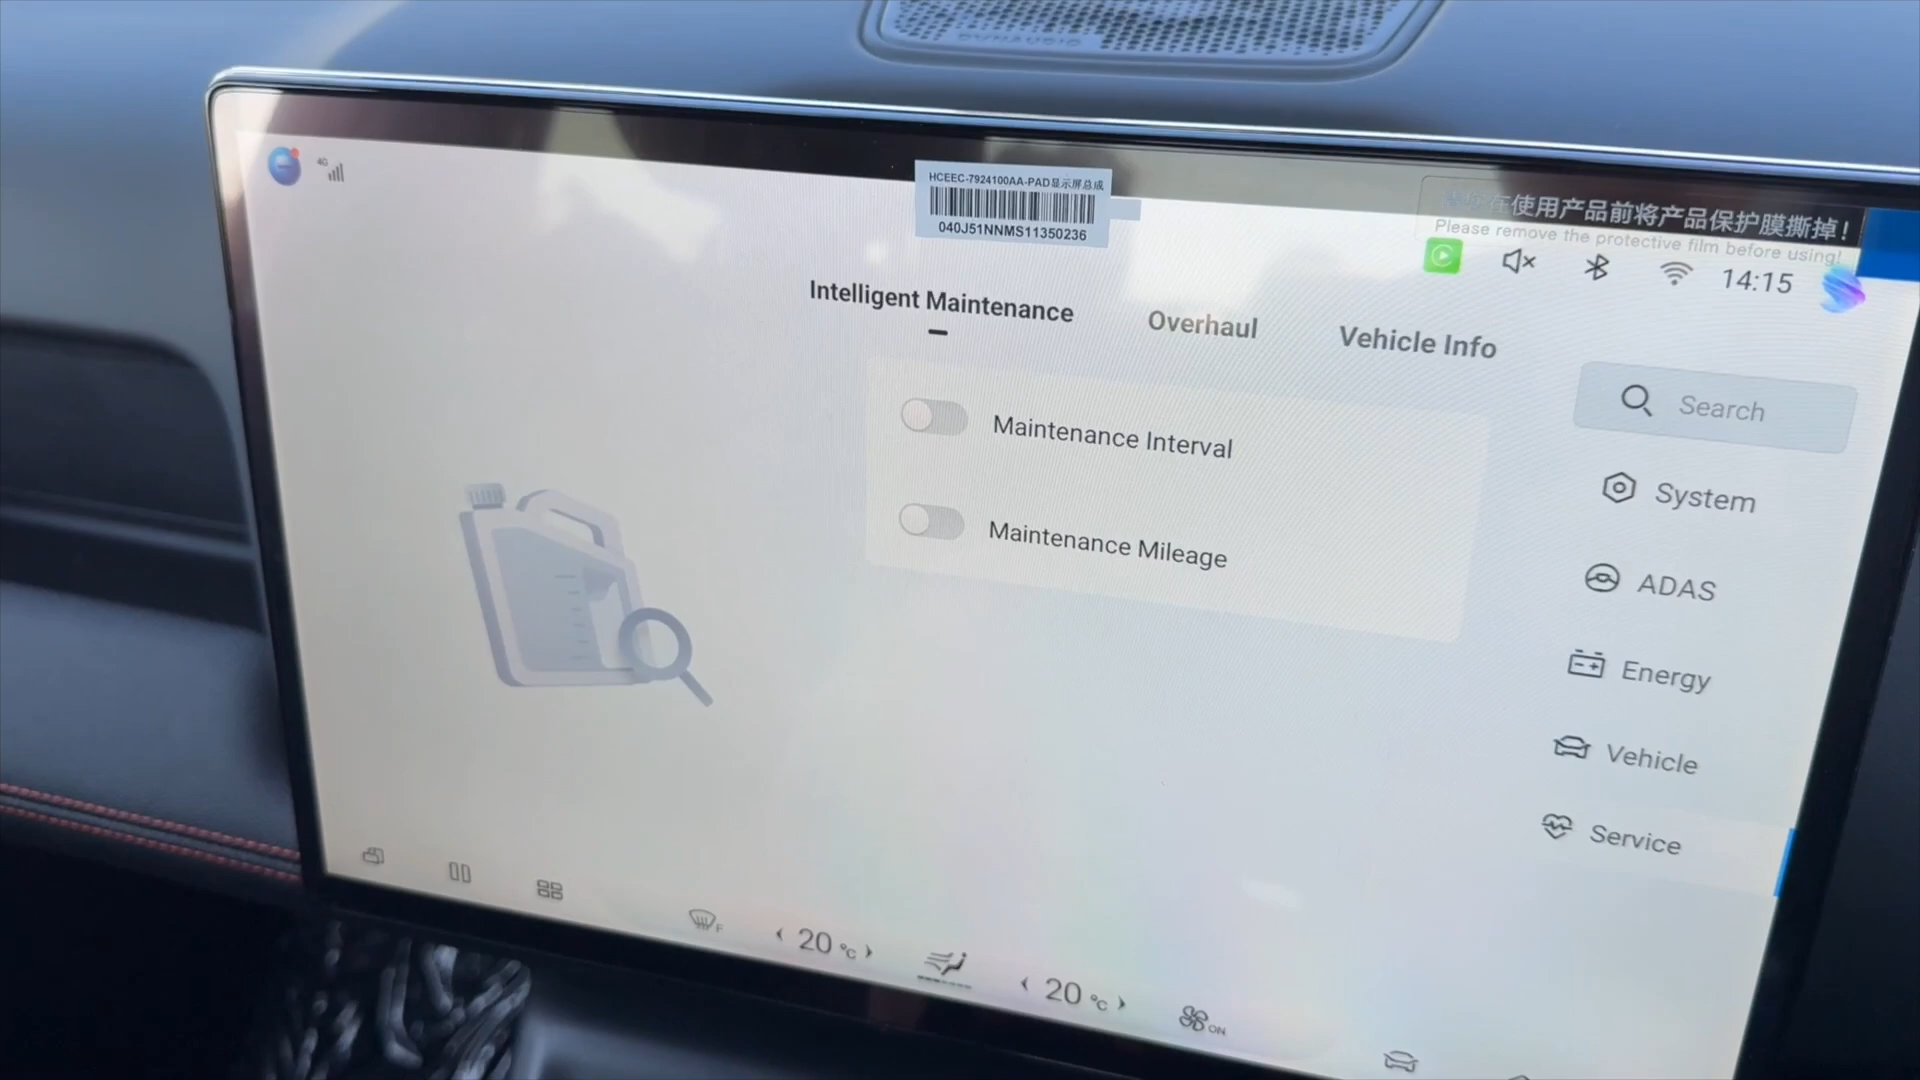 4G
HCEEC-7924100AA-PAD显示屏总成
040J51NNMS11350236
在使用产品前将产品保护膜撕掉!
Please remove the protective film before using!
14:15
Intelligent Maintenance
Overhaul
Vehicle Info
Search
Maintenance Interval
System
Maintenance Mileage
ADAS
Energy
Vehicle
Service
F
20 °C
20 °C
ON